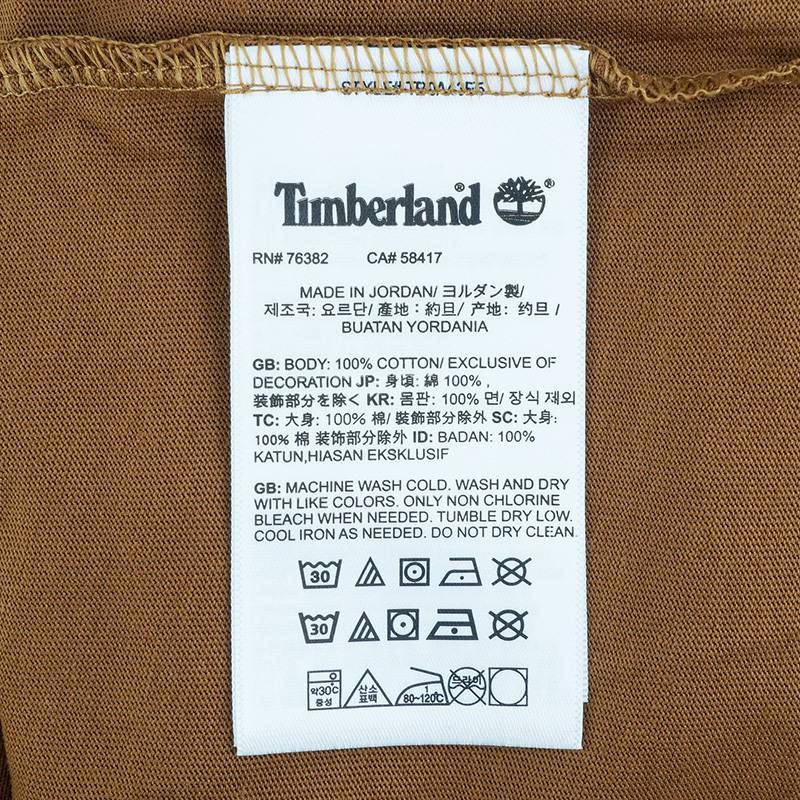 Timberland®
RN# 76382 CA# 58417
MADE IN JORDAN/ ヨルダン製/
제조국: 요르단/ 產地：約旦/ 产地：约旦 /
BUATAN YORDANIA
GB: BODY: 100% COTTON/ EXCLUSIVE OF
DECORATION JP: 身頃: 綿 100% ,
装飾部分を除く KR: 몸판: 100% 면/ 장식 제외
TC: 大身: 100% 棉/ 裝飾部分除外 SC: 大身:
100% 棉 装饰部分除外 ID: BADAN: 100%
KATUN,HIASAN EKSKLUSIF
GB: MACHINE WASH COLD. WASH AND DRY
WITH LIKE COLORS. ONLY NON CHLORINE
BLEACH WHEN NEEDED. TUMBLE DRY LOW.
COOL IRON AS NEEDED. DO NOT DRY CLEAN.
30
30
약30℃ 산소 1 드라이
중성 표백 80~120℃